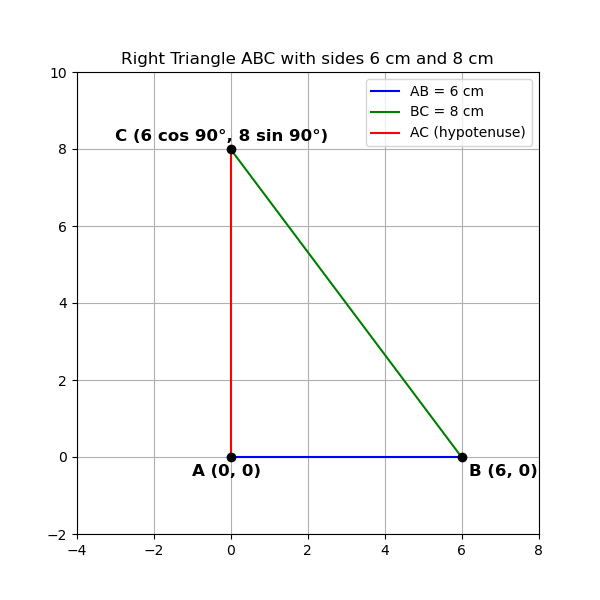 Right Triangle ABC with sides 6 cm and 8 cm
AB = 6 cm
BC = 8 cm
AC (hypotenuse)
C (6 cos 90°, 8 sin 90°)
A (0, 0)
B (6, 0)
10
8
6
4
2
0
−2
−4
−2
0
2
4
6
8